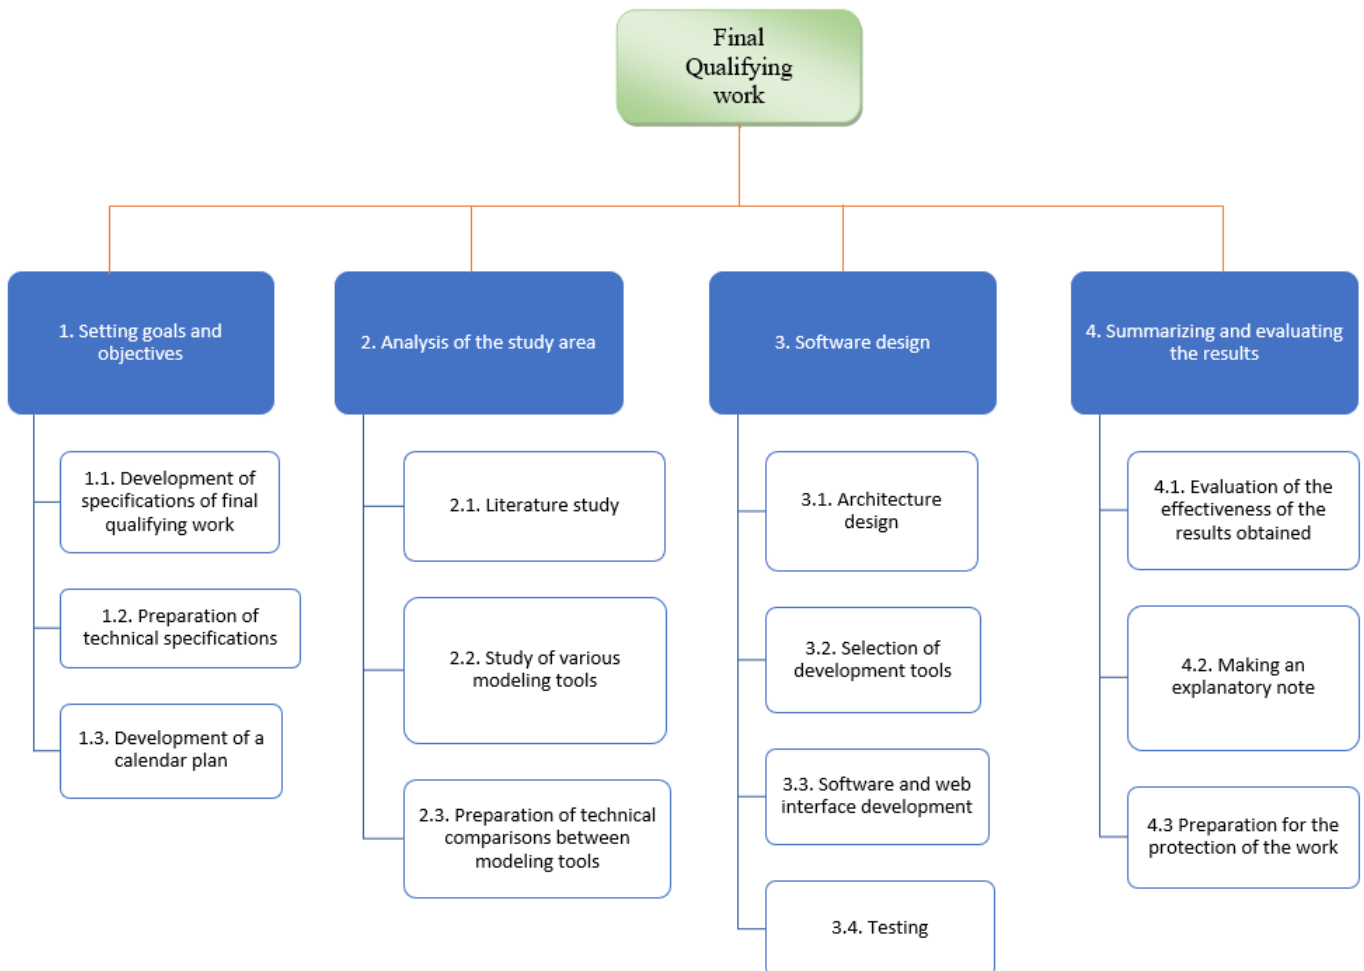 Final
Qualifying
work
1. Setting goals and
objectives
2. Analysis of the study area
3. Software design
4. Summarizing and evaluating
the results
1.1. Development of
specifications of final
qualifying work
1.2. Preparation of
technical specifications
1.3. Development of a
calendar plan
2.1. Literature study
2.2. Study of various
modeling tools
2.3. Preparation of technical
comparisons between
modeling tools
3.1. Architecture
design
3.2. Selection of
development tools
3.3. Software and web
interface development
3.4. Testing
4.1. Evaluation of the
effectiveness of the
results obtained
4.2. Making an
explanatory note
4.3 Preparation for the
protection of the work